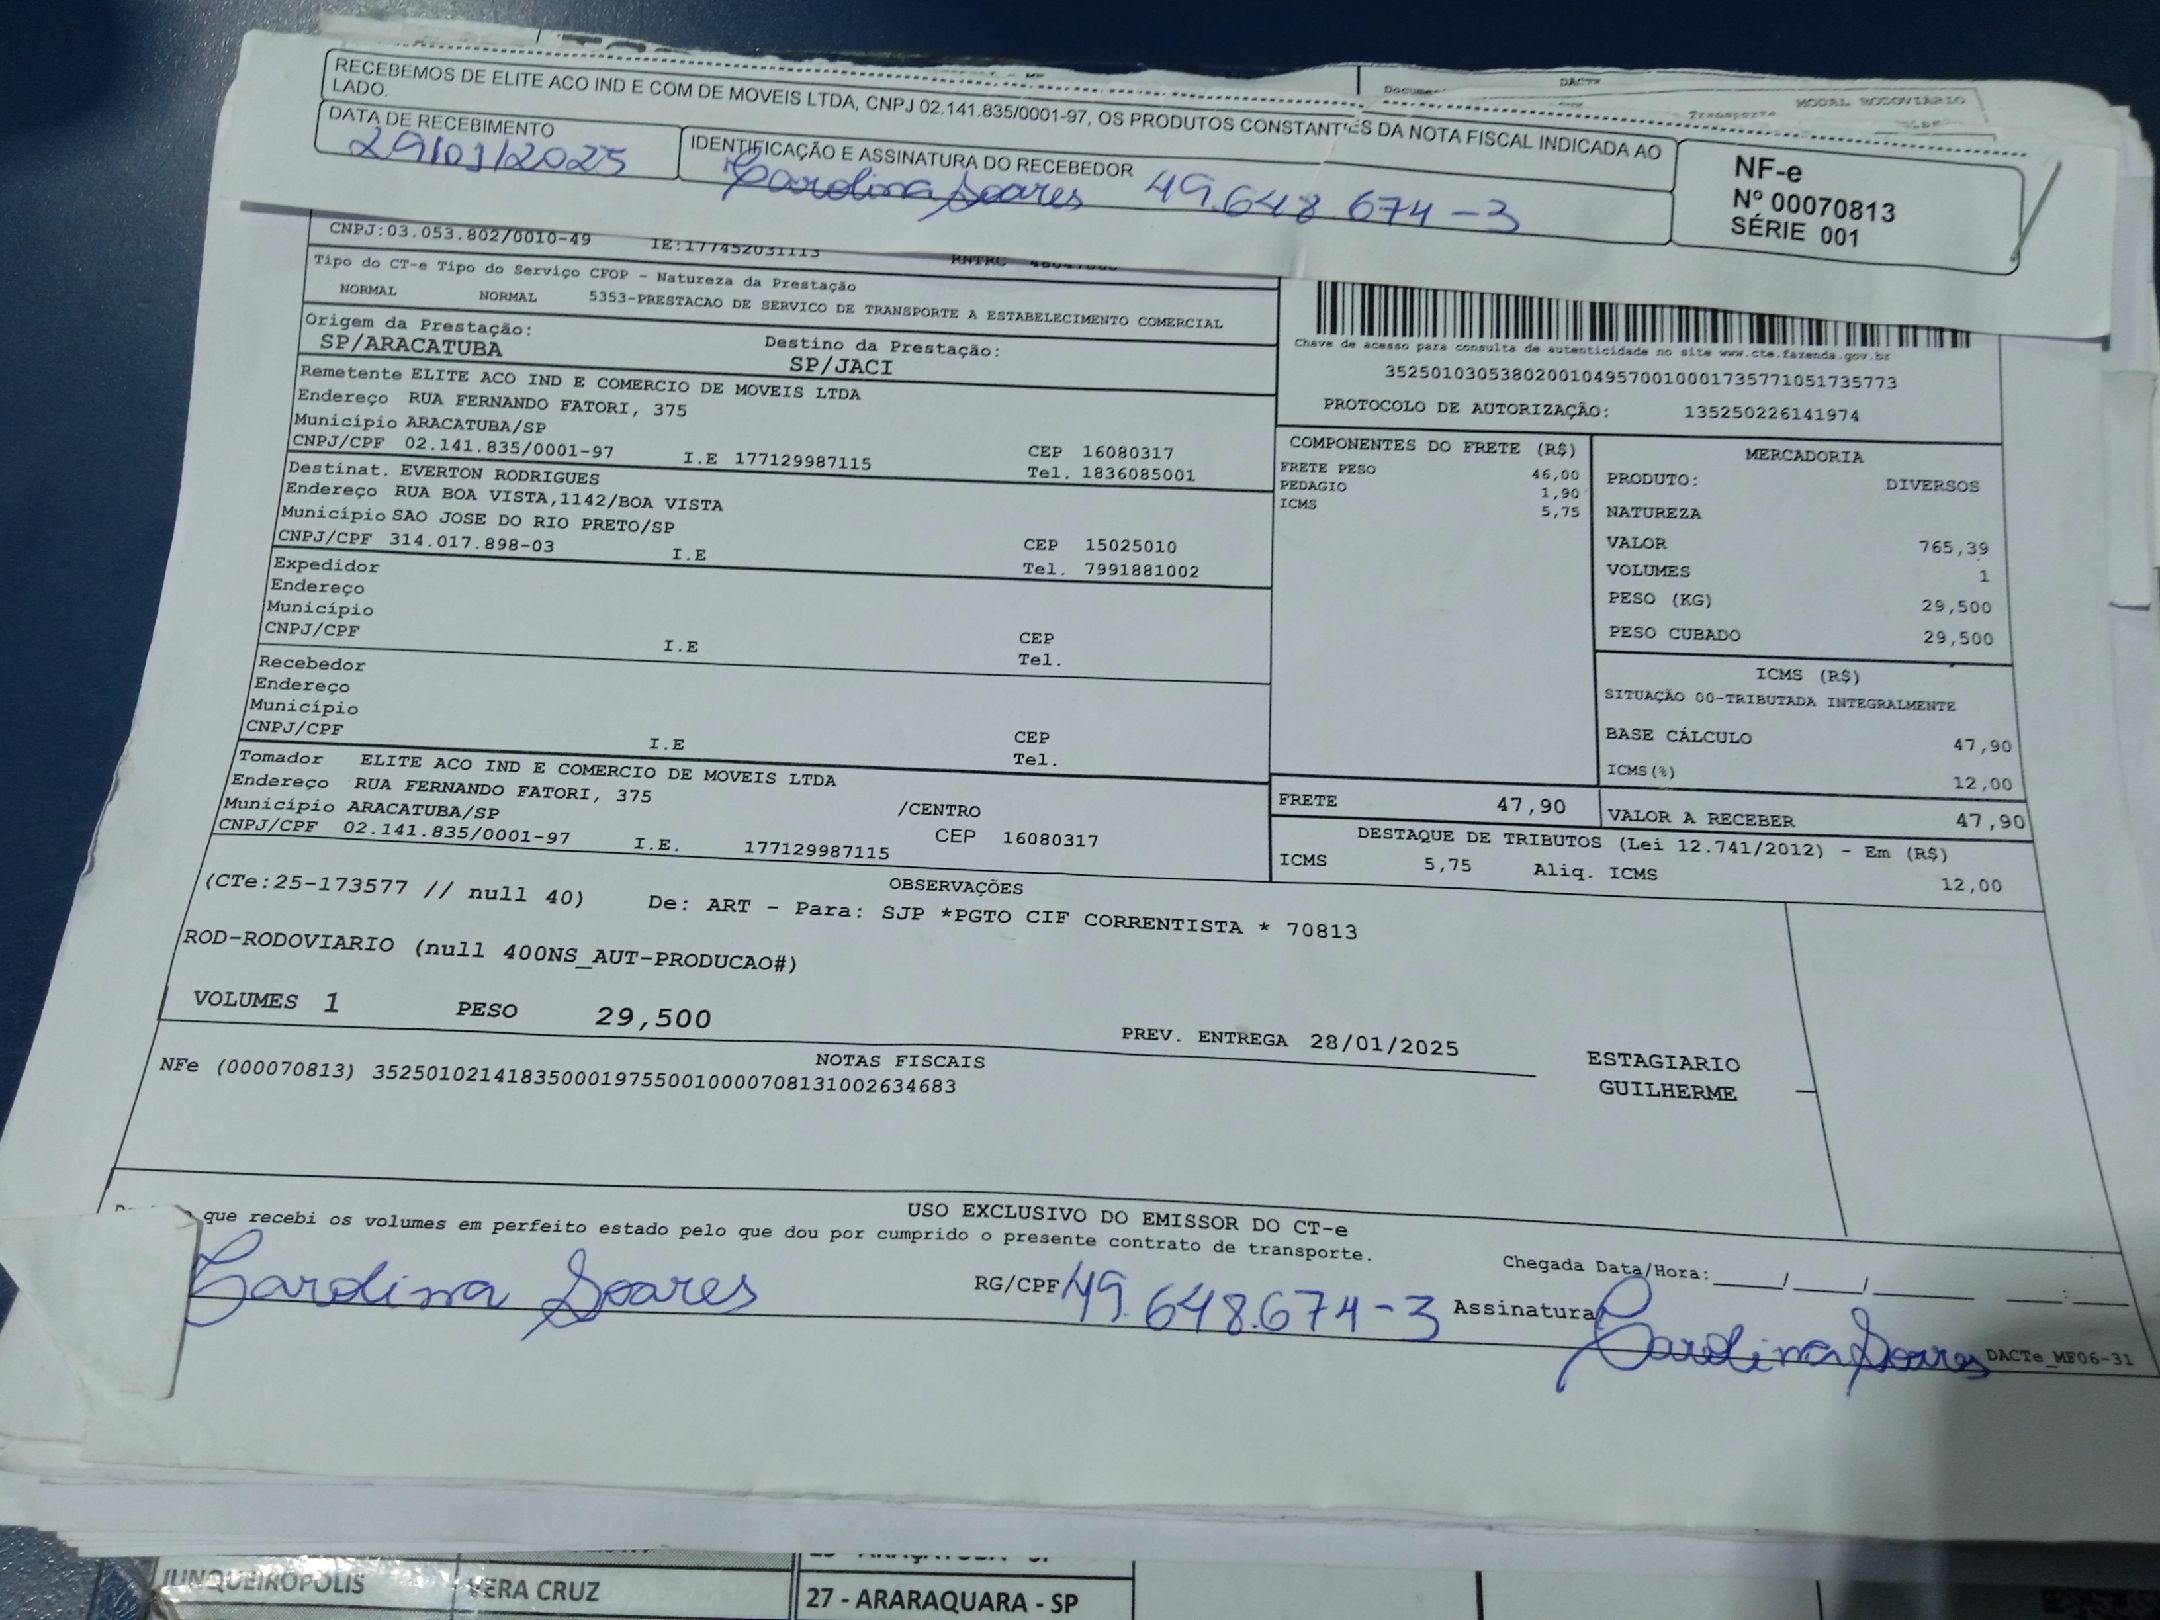 RECEBEMOS DE ELITE ACO IND E COM DE MOVEIS LTDA, CNPJ 02.141.835/0001-97, OS PRODUTOS CONSTANTES DA NOTA FISCAL INDICADA AO
LADO.
DATA DE RECEBIMENTO
29/01/2025
IDENTIFICAÇÃO E ASSINATURA DO RECEBEDOR
Carolina Soares 49.648 674-3
NF-e
Nº 00070813
SÉRIE 001
DACTE
MODAL RODOVIÁRIO
CNPJ:03.053.802/0010-49 IE:177452031113 RNTRC
Tipo do CT-e Tipo do Serviço CFOP - Natureza da Prestação
NORMAL NORMAL 5353-PRESTACAO DE SERVICO DE TRANSPORTE A ESTABELECIMENTO COMERCIAL
Origem da Prestação: Destino da Prestação:
SP/ARACATUBA SP/JACI
Remetente ELITE ACO IND E COMERCIO DE MOVEIS LTDA
Endereço RUA FERNANDO FATORI, 375
Município ARACATUBA/SP CEP 16080317
CNPJ/CPF 02.141.835/0001-97 I.E 177129987115 Tel. 1836085001
Destinat. EVERTON RODRIGUES
Endereço RUA BOA VISTA,1142/BOA VISTA
Município SAO JOSE DO RIO PRETO/SP CEP 15025010
CNPJ/CPF 314.017.898-03 I.E Tel. 7991881002
Expedidor
Endereço
Município CEP
CNPJ/CPF I.E Tel.
Recebedor
Endereço
Município CEP
CNPJ/CPF I.E Tel.
Tomador ELITE ACO IND E COMERCIO DE MOVEIS LTDA
Endereço RUA FERNANDO FATORI, 375 /CENTRO
Município ARACATUBA/SP CEP 16080317
CNPJ/CPF 02.141.835/0001-97 I.E. 177129987115
Chave de acesso para consulta de autenticidade no site www.cte.fazenda.gov.br
35250103053802001049570010001735771051735773
PROTOCOLO DE AUTORIZAÇÃO: 135250226141974
COMPONENTES DO FRETE (R$)
FRETE PESO 46,00
PEDAGIO 1,90
ICMS 5,75
MERCADORIA
PRODUTO: DIVERSOS
NATUREZA
VALOR 765,39
VOLUMES 1
PESO (KG) 29,500
PESO CUBADO 29,500
ICMS (R$)
SITUAÇÃO 00-TRIBUTADA INTEGRALMENTE
BASE CÁLCULO 47,90
ICMS(%) 12,00
FRETE 47,90 VALOR A RECEBER 47,90
DESTAQUE DE TRIBUTOS (Lei 12.741/2012) - Em (R$)
ICMS 5,75 Aliq. ICMS 12,00
OBSERVAÇÕES
(CTe:25-173577 // null 40) De: ART - Para: SJP *PGTO CIF CORRENTISTA * 70813
ROD-RODOVIARIO (null 400NS_AUT-PRODUCAO#)
VOLUMES 1 PESO 29,500 PREV. ENTREGA 28/01/2025
ESTAGIARIO
GUILHERME
NOTAS FISCAIS
NFe (000070813) 35250102141835000197550010000708131002634683
USO EXCLUSIVO DO EMISSOR DO CT-e
que recebi os volumes em perfeito estado pelo que dou por cumprido o presente contrato de transporte.
Chegada Data/Hora:____/____/____ __:__
Carolina Soares RG/CPF 49.648.674-3 Assinatura Carolina Soares
DACTe_MF06-31
JUNQUEIRÓPOLIS VERA CRUZ 27 - ARARAQUARA - SP